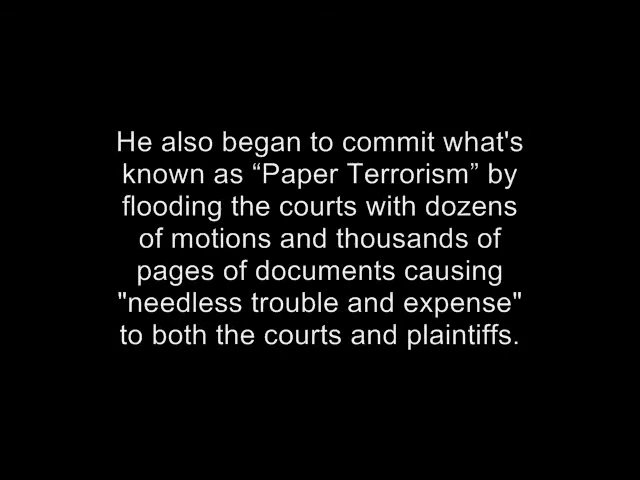 He also began to commit what's
known as “Paper Terrorism” by
flooding the courts with dozens
of motions and thousands of
pages of documents causing
"needless trouble and expense"
to both the courts and plaintiffs.